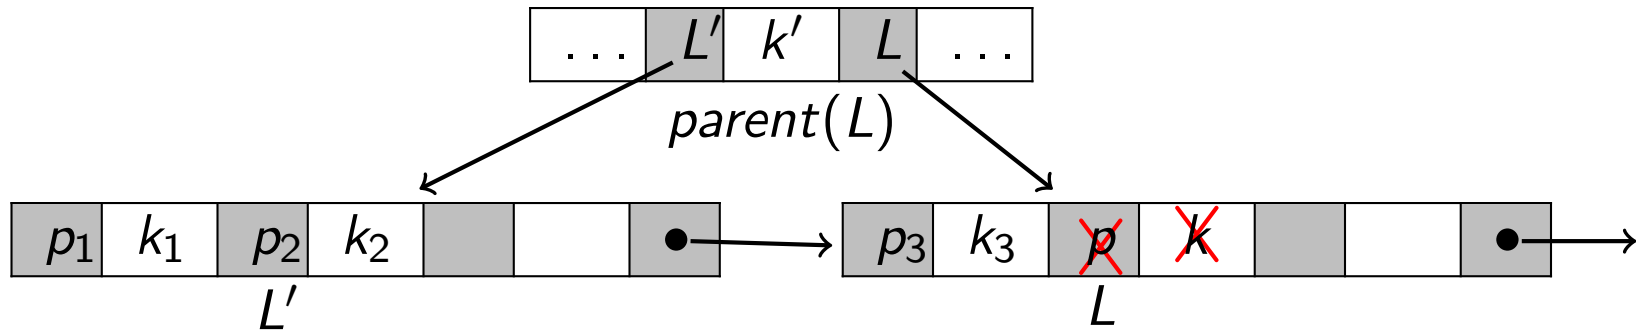 ... L′ k′ L ...
parent(L)
p₁ k₁ p₂ k₂ p₃ k₃ p k
L′ L